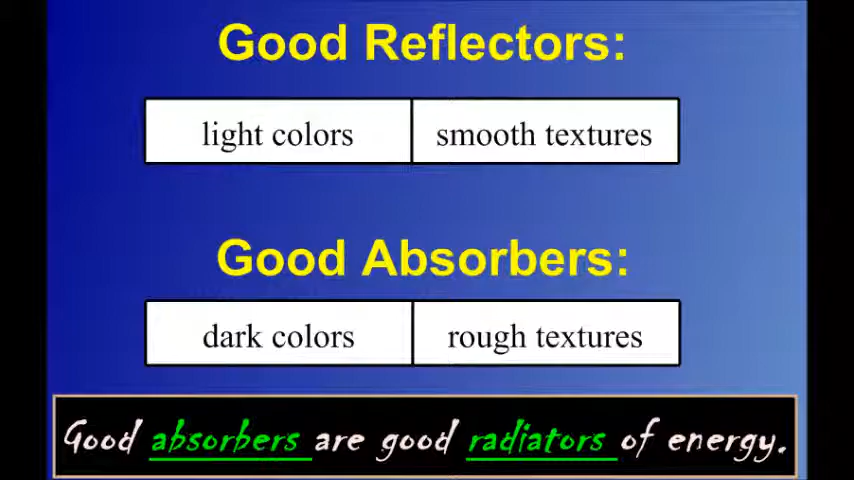 Good Reflectors:
light colors smooth textures
Good Absorbers:
dark colors rough textures
Good absorbers are good radiators of energy.